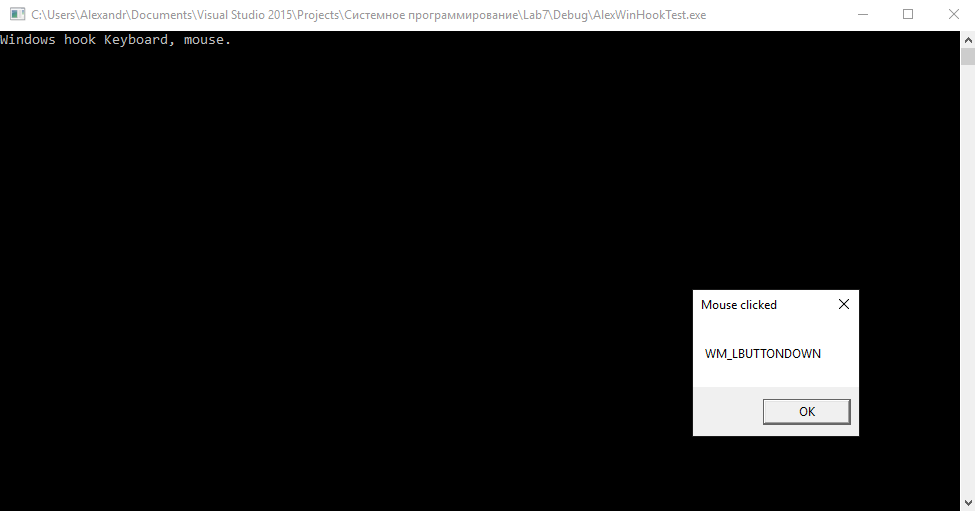 C:\Users\Alexandr\Documents\Visual Studio 2015\Projects\Системное программирование\Lab7\Debug\AlexWinHookTest.exe
Windows hook Keyboard, mouse.
Mouse clicked
WM_LBUTTONDOWN
OK